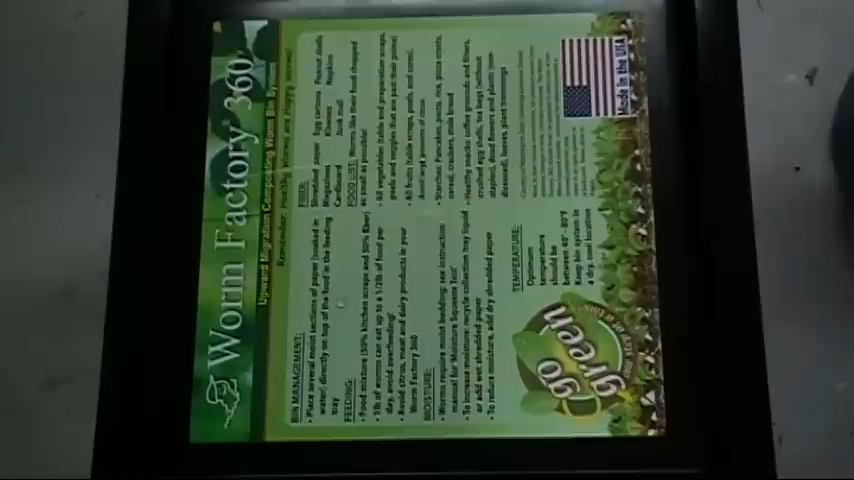 Worm Factory 360
Upward Migration Composting Worm Bin System
Remember: Healthy Worms are Happy Worms!
BIN MANAGEMENT:
• Place several moist sections of paper (soaked in
water) directly on top of the food in the feeding
tray
FEEDING:
• Food mixture (50% kitchen scraps and 50% fiber)
• 1lb of worms can eat up to a 1/2lb of food per
day, avoid overfeeding!
• Avoid citrus, meat and dairy products in your
Worm Factory 360
MOISTURE:
• Worms require moist bedding; see instruction
manual for 'Moisture Squeeze Test'
• To increase moisture: recycle collection tray liquid
or add wet shredded paper
• To reduce moisture, add dry shredded paper
go
green
TEMPERATURE:
Optimum
temperature
should be
between 40° - 80°F
Keep bin system in
a dry, cool location
FIBER:
Shredded paper Egg cartons Peanut shells
Magazines Kleenex Napkins
Cardboard Junk mail
FOOD LIST: Worms like their food chopped
as small as possible!
• All vegetables (table and preparation scraps,
peels and veggies that are past their prime)
• All fruits (table scraps, peels, and cores).
Avoid large amounts of citrus
• Starches: Pancakes, pasta, rice, pizza crusts,
cereal, crackers, stale bread
• Healthy snacks: coffee grounds and filters,
crushed egg shells, tea bags (without
staples), dead flowers and plants (non-
diseased), leaves, plant trimmings
Made in the USA